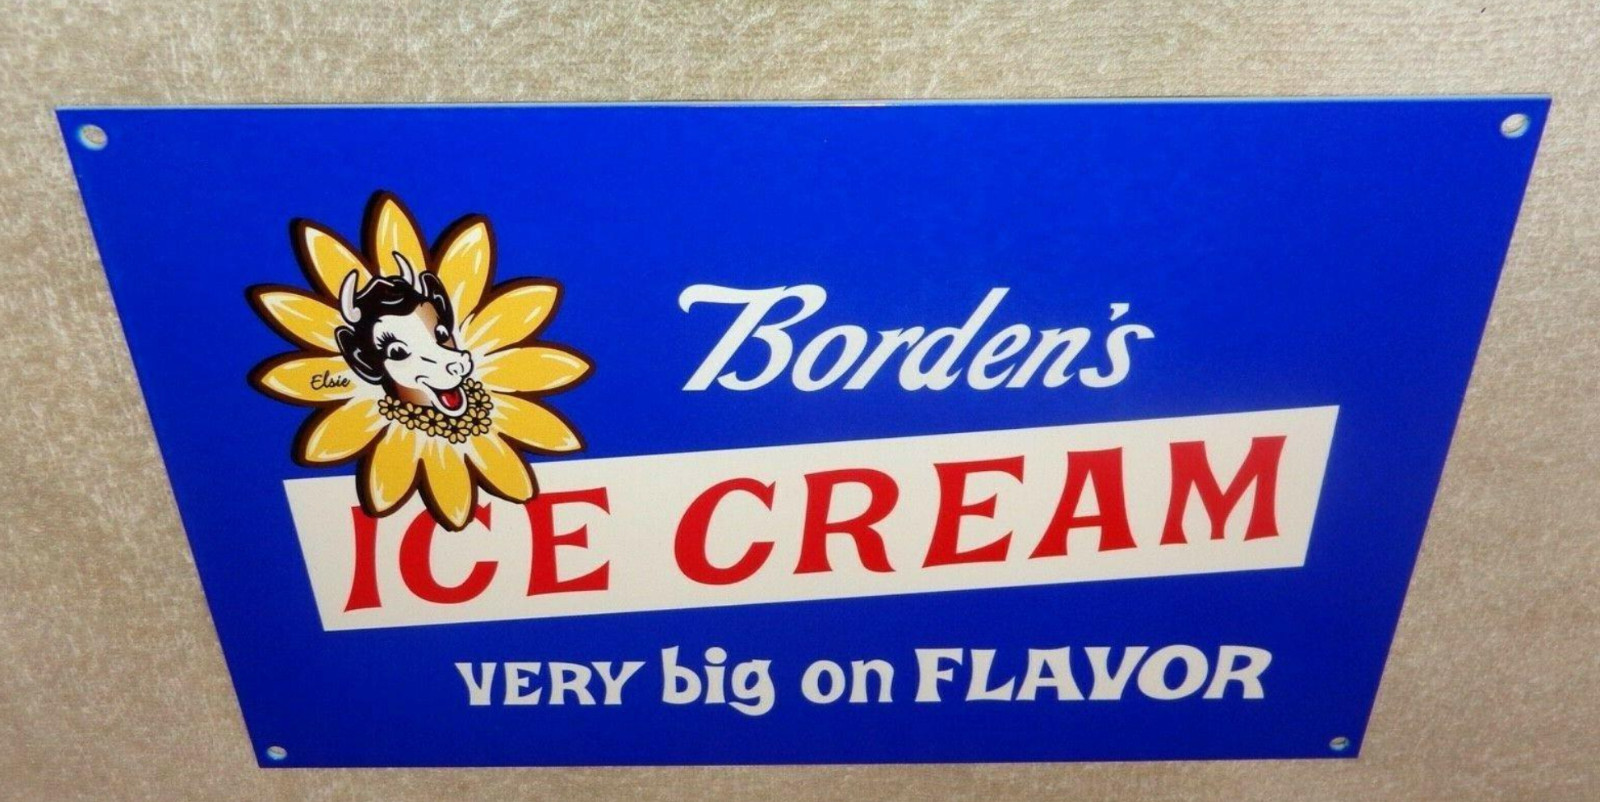 Elsie
Borden's
ICE CREAM
VERY big on FLAVOR